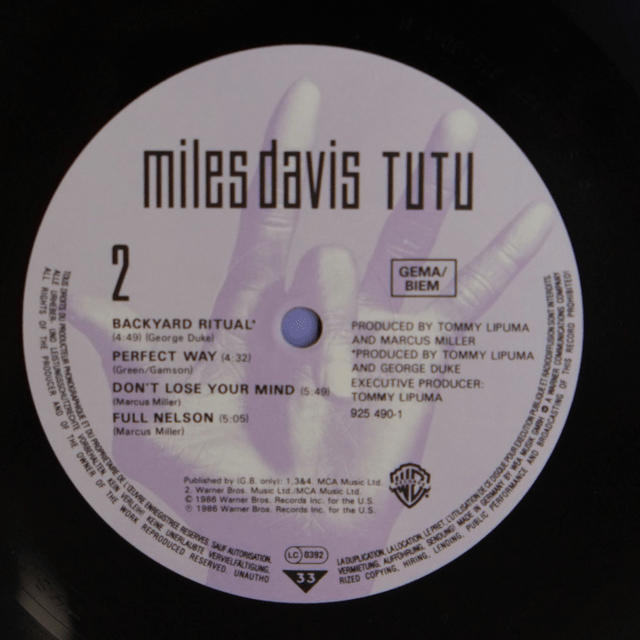 miles davis TUTU
2
GEMA/
BIEM
BACKYARD RITUAL*
(4:49) (George Duke)
PERFECT WAY (4:32)
(Green/Gamson)
DON'T LOSE YOUR MIND (5:49)
(Marcus Miller)
FULL NELSON (5:05)
(Marcus Miller)
PRODUCED BY TOMMY LIPUMA
AND MARCUS MILLER
*PRODUCED BY TOMMY LIPUMA
AND GEORGE DUKE
EXECUTIVE PRODUCER:
TOMMY LIPUMA
925 490-1
Published by (G.B. only): 1,3&4. MCA Music Ltd.
2. Warner Bros. Music Ltd./MCA Music Ltd.
© 1986 Warner Bros. Records Inc. for the U.S.
℗ 1986 Warner Bros. Records Inc. for the U.S.
WB
LC 0392
33
ALL RIGHTS OF THE PRODUCER AND OF THE OWNER OF THE WORK REPRODUCED RESERVED. UNAUTHO
RIZED COPYING, HIRING, LENDING, PUBLIC PERFORMANCE AND BROADCASTING OF THIS RECORD PROHIBITED!